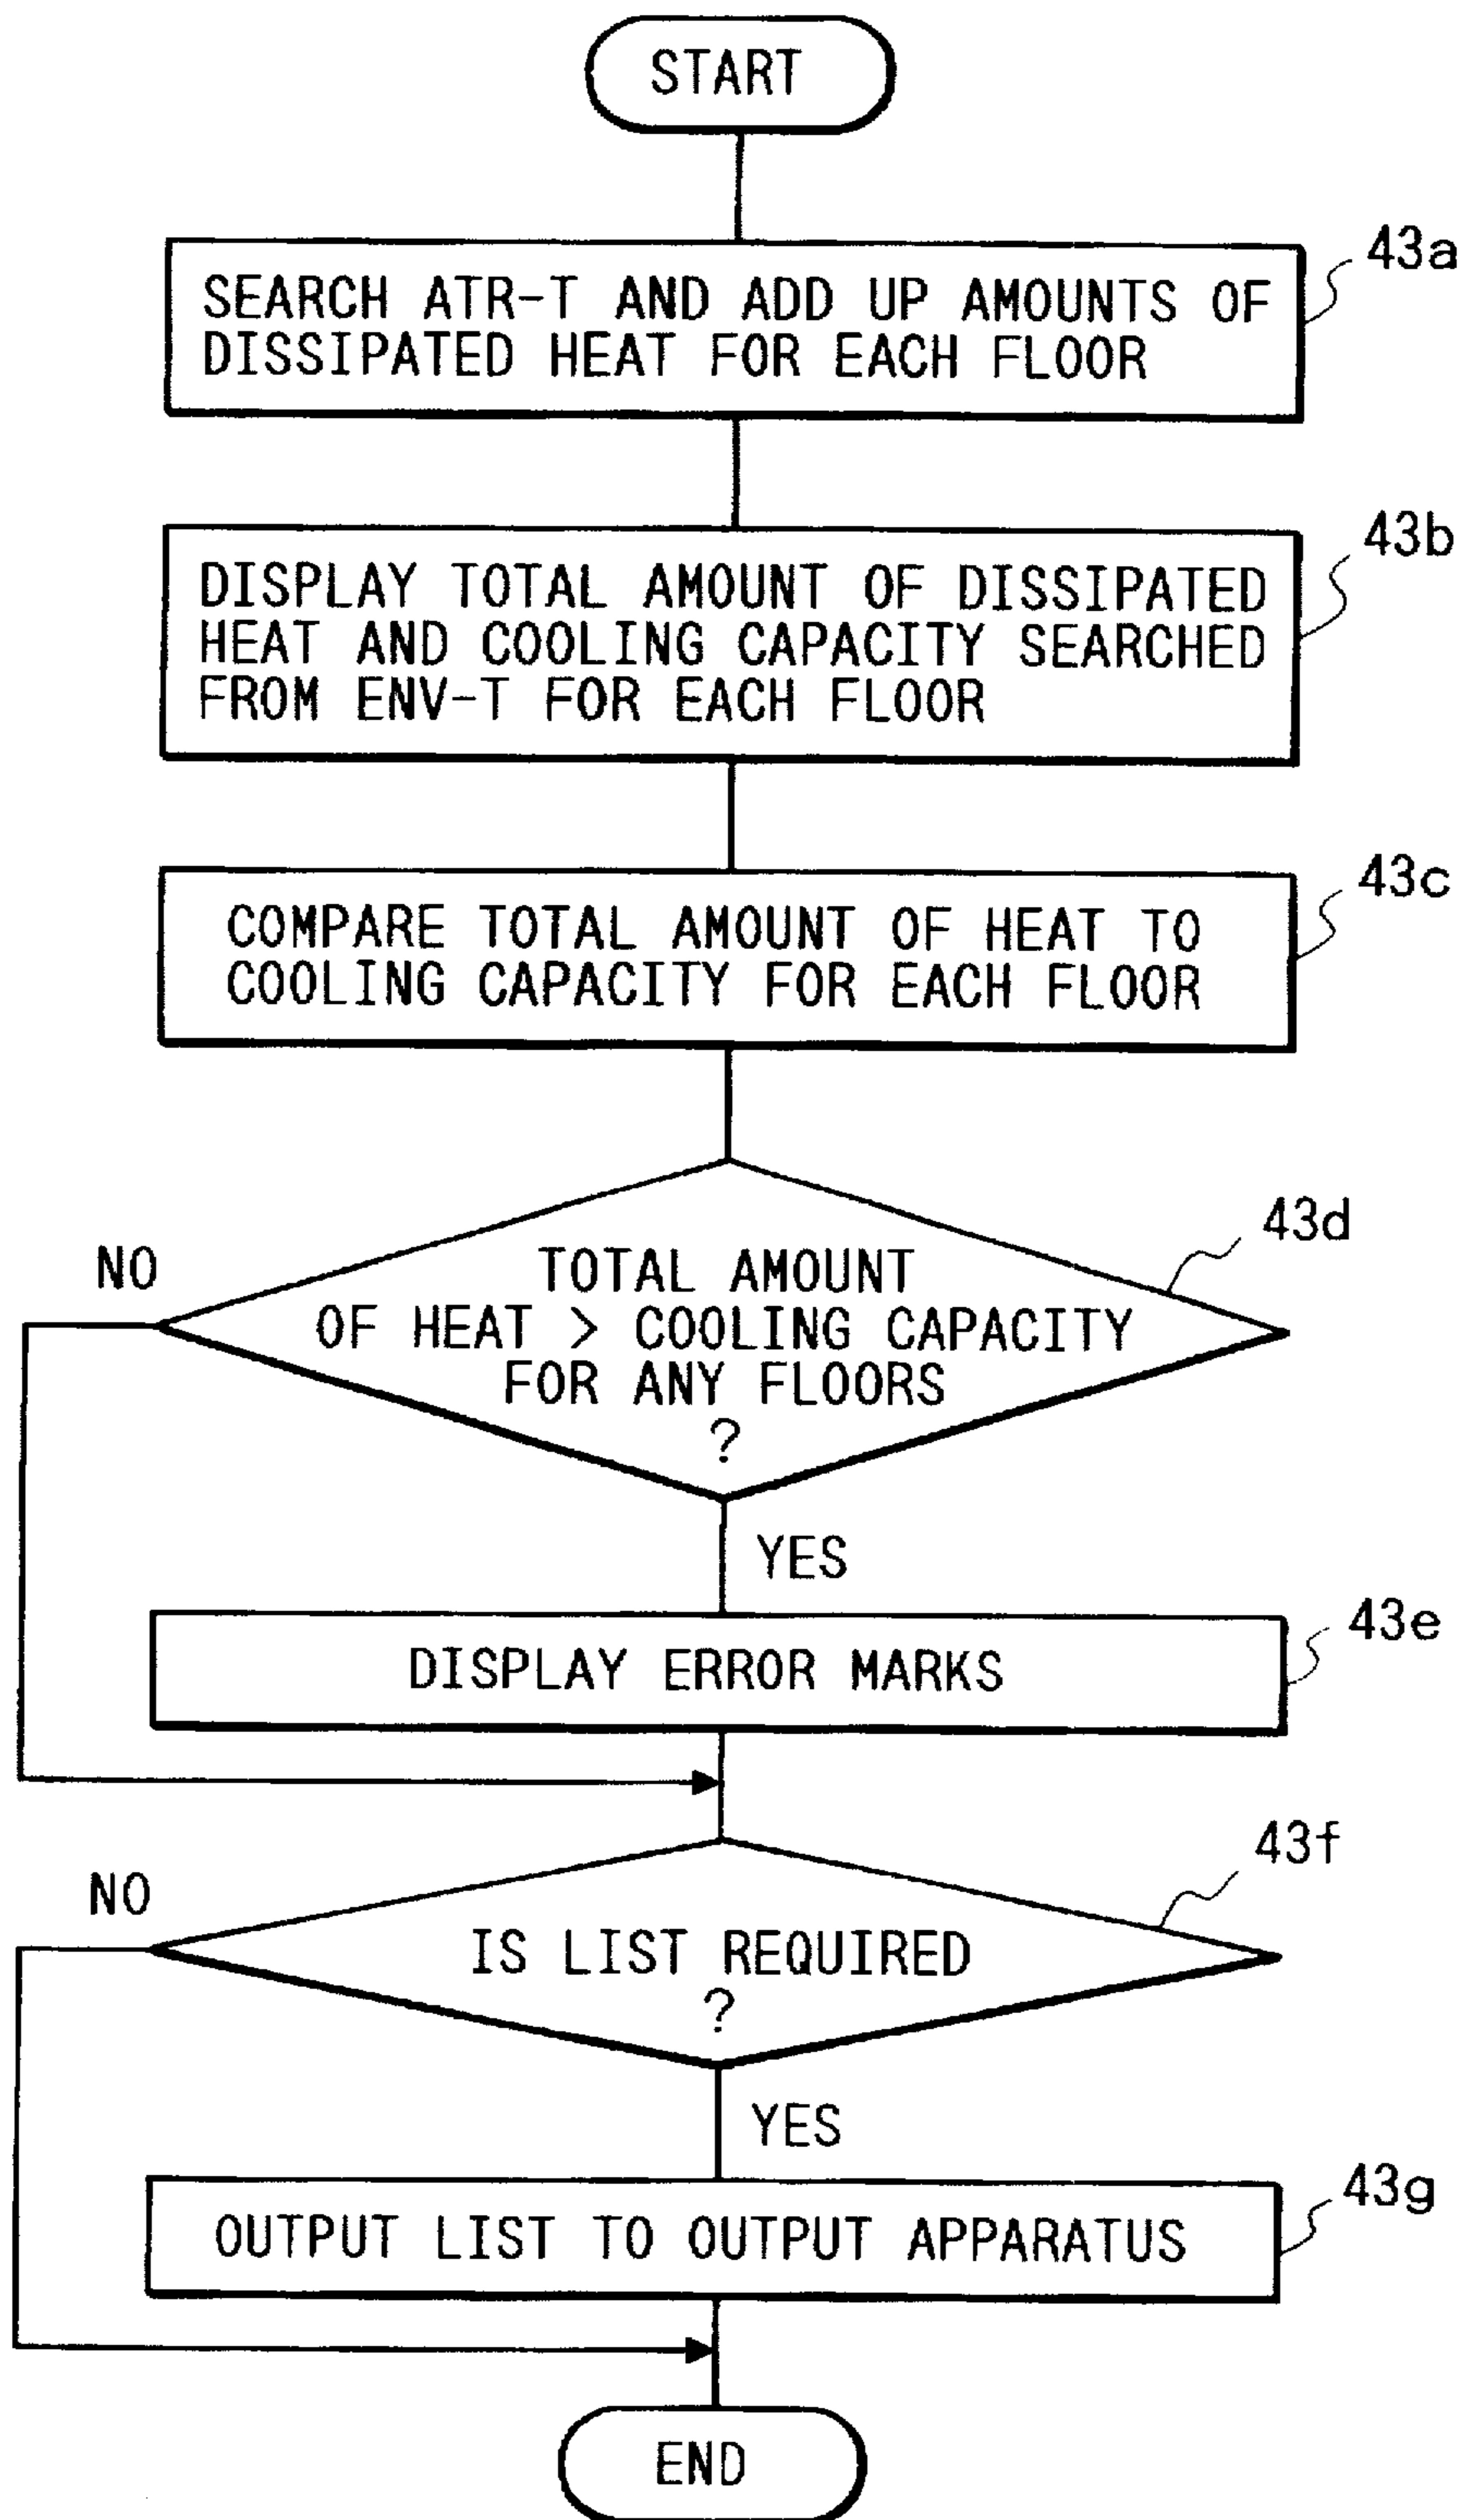 START
43a
SEARCH ATR-T AND ADD UP AMOUNTS OF
DISSIPATED HEAT FOR EACH FLOOR
43b
DISPLAY TOTAL AMOUNT OF DISSIPATED
HEAT AND COOLING CAPACITY SEARCHED
FROM ENV-T FOR EACH FLOOR
43c
COMPARE TOTAL AMOUNT OF HEAT TO
COOLING CAPACITY FOR EACH FLOOR
43d
NO
TOTAL AMOUNT
OF HEAT > COOLING CAPACITY
FOR ANY FLOORS
?
YES
43e
DISPLAY ERROR MARKS
43f
NO
IS LIST REQUIRED
?
YES
43g
OUTPUT LIST TO OUTPUT APPARATUS
END